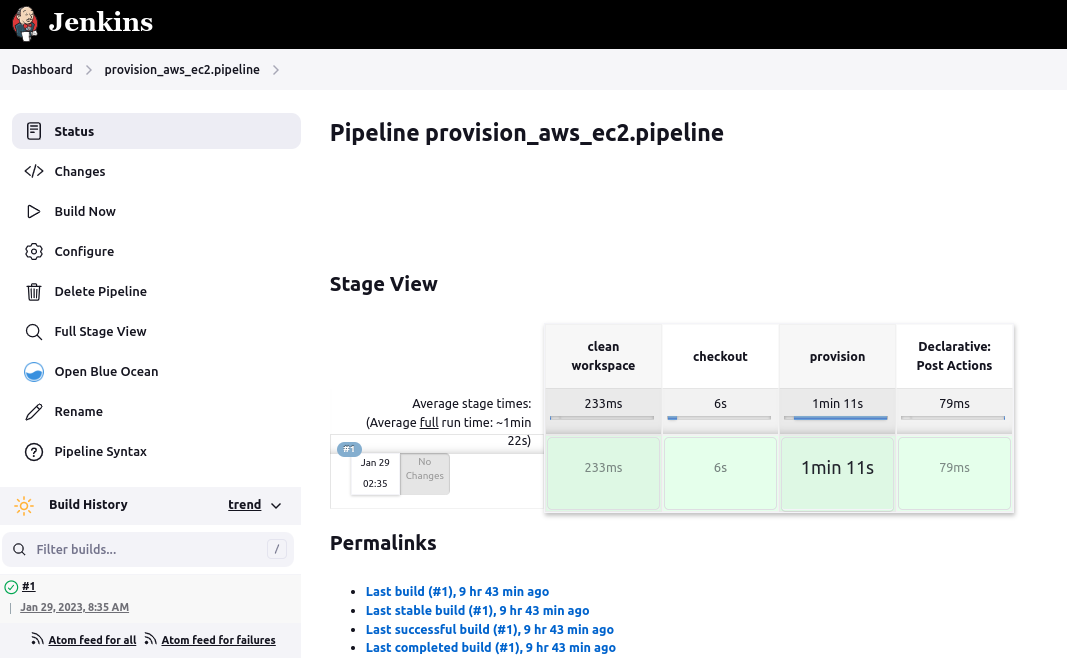 Jenkins
Dashboard
provision_aws_ec2.pipeline
Status
Changes
Build Now
Configure
Delete Pipeline
Full Stage View
Open Blue Ocean
Rename
Pipeline Syntax
Build History
trend
Filter builds...
/
#1
Jan 29, 2023, 8:35 AM
Atom feed for all
Atom feed for failures
Pipeline provision_aws_ec2.pipeline
Stage View
clean
workspace
checkout
provision
Declarative:
Post Actions
Average stage times:
(Average full run time: ~1min
22s)
233ms
6s
1min 11s
79ms
#1
Jan 29
02:35
No
Changes
233ms
6s
1min 11s
79ms
Permalinks
Last build (#1), 9 hr 43 min ago
Last stable build (#1), 9 hr 43 min ago
Last successful build (#1), 9 hr 43 min ago
Last completed build (#1), 9 hr 43 min ago